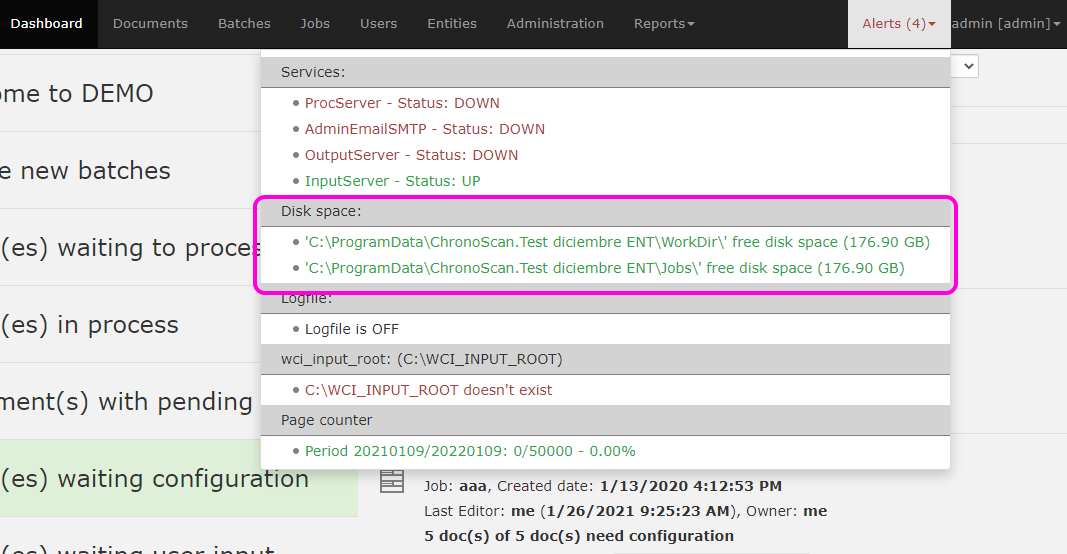 Dashboard Documents Batches Jobs Users Entities Administration Reports Alerts (4) admin [admin]
Services:
ome to DEMO
ProcServer - Status: DOWN
AdminEmailSMTP - Status: DOWN
OutputServer - Status: DOWN
e new batches
InputServer - Status: UP
Disk space:
(es) waiting to proces
'C:\ProgramData\ChronoScan.Test diciembre ENT\WorkDir\' free disk space (176.90 GB)
'C:\ProgramData\ChronoScan.Test diciembre ENT\Jobs\' free disk space (176.90 GB)
Logfile:
(es) in process
Logfile is OFF
wci_input_root: (C:\WCI_INPUT_ROOT)
C:\WCI_INPUT_ROOT doesn't exist
ment(s) with pending
Page counter
Period 20210109/20220109: 0/50000 - 0.00%
(es) waiting configuration
Job: aaa, Created date: 1/13/2020 4:12:53 PM
Last Editor: me (1/26/2021 9:25:23 AM), Owner: me
5 doc(s) of 5 doc(s) need configuration
(es) waiting user input